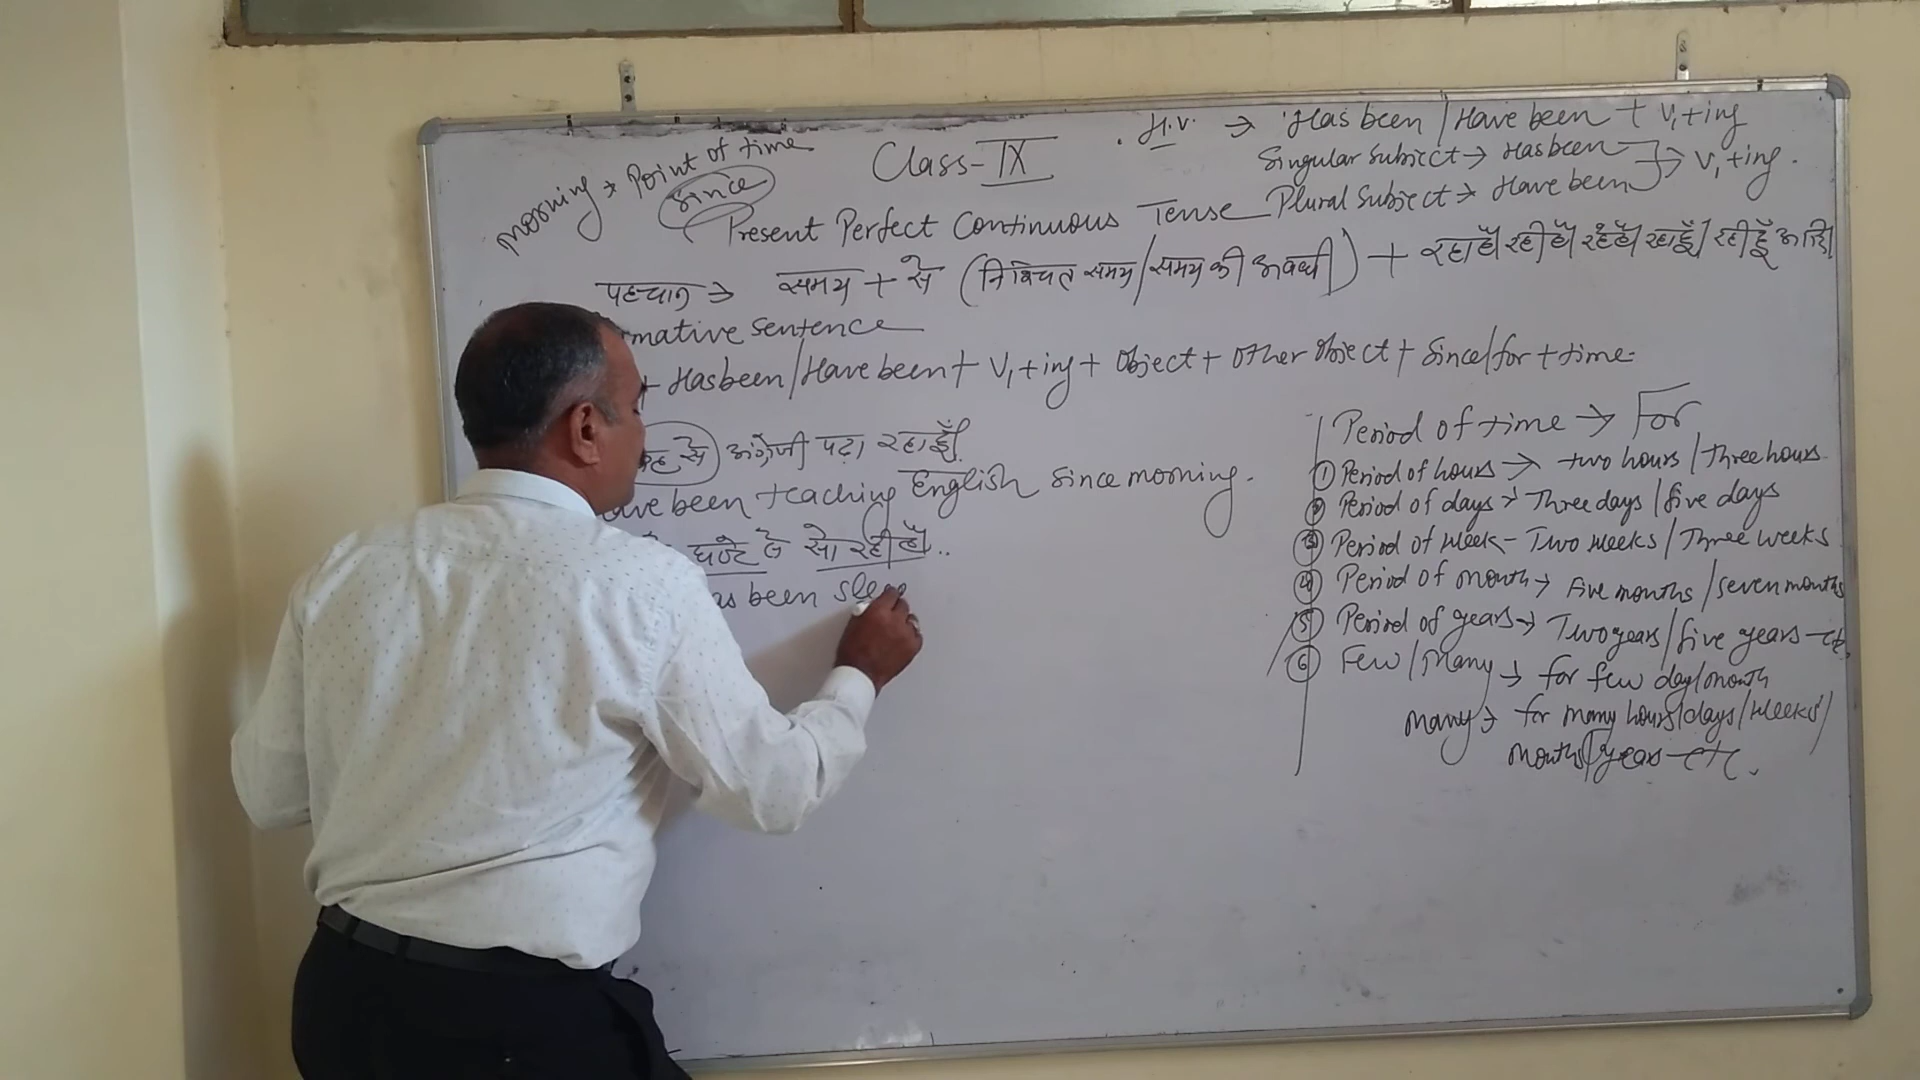 morning → Point of time
Since
Class-IX
H.V. → Has been / Have been + V₁+ing
Singular Subject → Has been
Plural Subject → Have been
→ V₁+ing.
Present Perfect Continuous Tense
पहचान → समय + से (निश्चित समय/समय की अवधी) + रहा है/ रही है/ रहे हैं/ रहा हूँ/ रही हूँ आदि
mative Sentence
+ Has been/Have been + V₁+ing + Object + Other Object + Since/for + time.
से अंग्रेजी पढ़ा रहा हूँ।
ave been teaching English Since morning.
घण्टे से सो रही है।..
as been slee
Period of time → For
① Period of hours → two hours/Three hours
② Period of days → Three days/five days
③ Period of week - Two weeks/Three weeks
④ Period of month → Five months/seven months
⑤ Period of years → Two years/five years - etc.
⑥ Few/Many → for few day/month
many → for many hours/days/weeks/
months/years - etc.